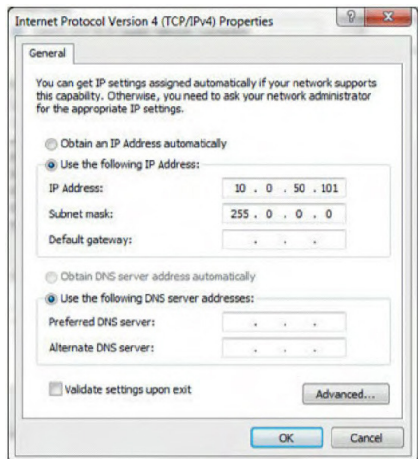 Internet Protocol Version 4 (TCP/IPv4) Properties
General
You can get IP settings assigned automatically if your network supports
this capability. Otherwise, you need to ask your network administrator
for the appropriate IP settings.
Obtain an IP Address automatically
Use the following IP Address:
IP Address: 10 . 0 . 50 . 101
Subnet mask: 255 . 0 . 0 . 0
Default gateway: . . .
Obtain DNS server address automatically
Use the following DNS server addresses:
Preferred DNS server: . . .
Alternate DNS server: . . .
Validate settings upon exit
Advanced...
OK Cancel